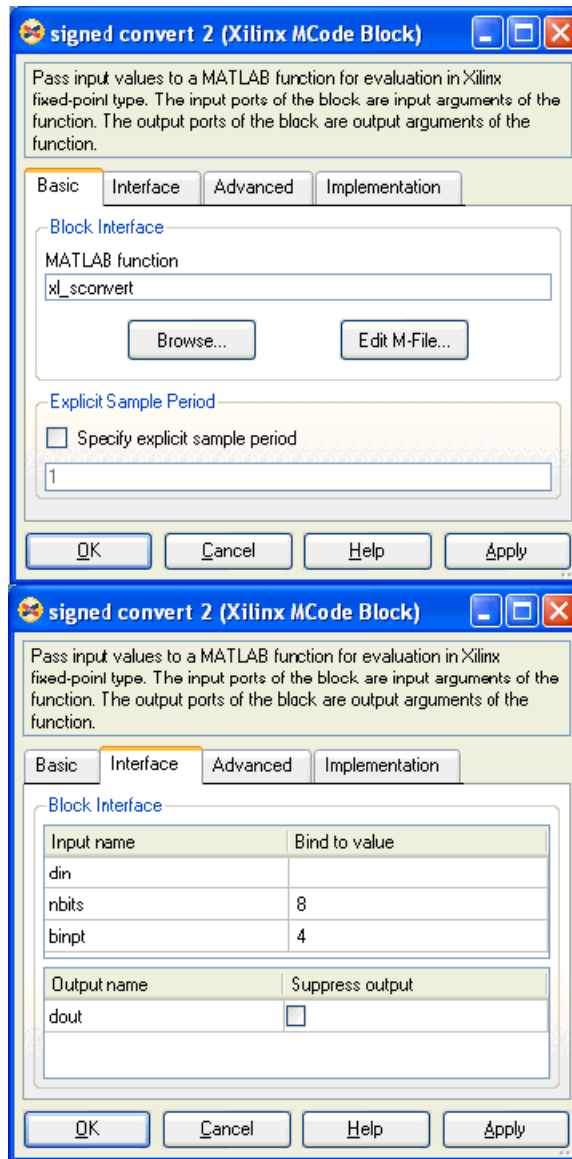 signed convert 2 (Xilinx MCode Block)
Pass input values to a MATLAB function for evaluation in Xilinx
fixed-point type. The input ports of the block are input arguments of the
function. The output ports of the block are output arguments of the
function.
Basic Interface Advanced Implementation
Block Interface
MATLAB function
xl_sconvert
Browse... Edit M-File...
Explicit Sample Period
Specify explicit sample period
1
OK Cancel Help Apply
signed convert 2 (Xilinx MCode Block)
Pass input values to a MATLAB function for evaluation in Xilinx
fixed-point type. The input ports of the block are input arguments of the
function. The output ports of the block are output arguments of the
function.
Basic Interface Advanced Implementation
Block Interface
Input name Bind to value
din
nbits 8
binpt 4
Output name Suppress output
dout
OK Cancel Help Apply